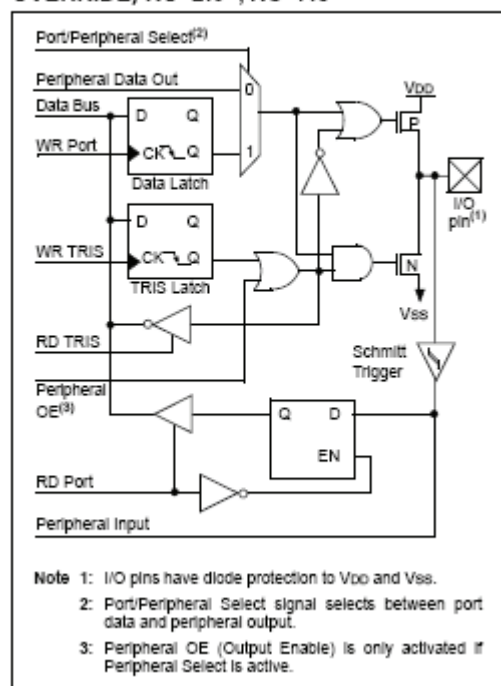 Port/Peripheral Select(2)
Peripheral Data Out
Data Bus
WR Port
D Q
CK Q
Data Latch
0
1
VDD
P
I/O
pin(1)
D Q
CK Q
TRIS Latch
WR TRIS
N
VSS
RD TRIS
Schmitt
Trigger
Peripheral
OE(3)
Q D
EN
RD Port
Peripheral Input
Note 1: I/O pins have diode protection to VDD and VSS.
2: Port/Peripheral Select signal selects between port
data and peripheral output.
3: Peripheral OE (Output Enable) is only activated if
Peripheral Select is active.